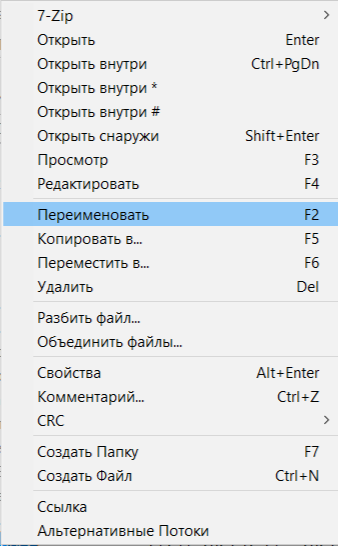 7-Zip
Открыть Enter
Открыть внутри Ctrl+PgDn
Открыть внутри *
Открыть внутри #
Открыть снаружи Shift+Enter
Просмотр F3
Редактировать F4
Переименовать F2
Копировать в... F5
Переместить в... F6
Удалить Del
Разбить файл...
Объединить файлы...
Свойства Alt+Enter
Комментарий... Ctrl+Z
CRC
Создать Папку F7
Создать Файл Ctrl+N
Ссылка
Альтернативные Потоки